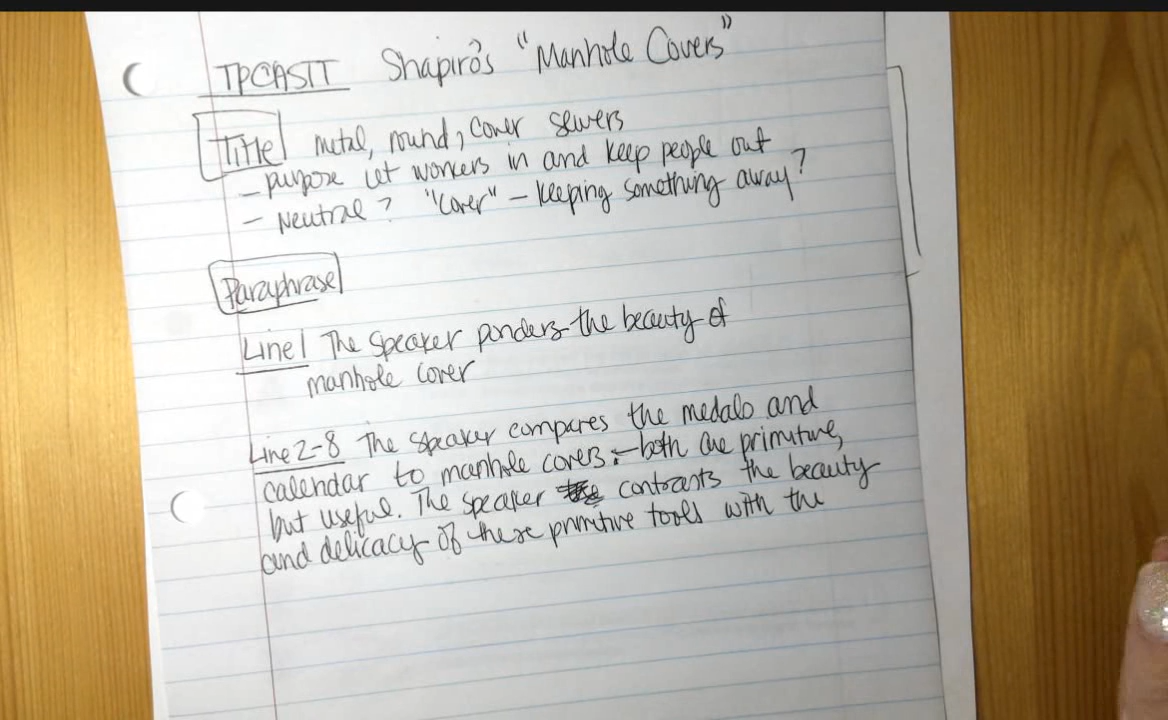 TPCASTT Shapiro's "Manhole Covers"
Title metal, round, cover sewers
- purpose let workers in and keep people out
- Neutral? "Cover" - keeping something away?
Paraphrase
Line 1 The speaker ponders the beauty of
manhole cover
Line 2-8 The speaker compares the medals and
calendar to manhole covers - both are primitive,
but useful. The speaker contrasts the beauty
and delicacy of these primitive tools with the